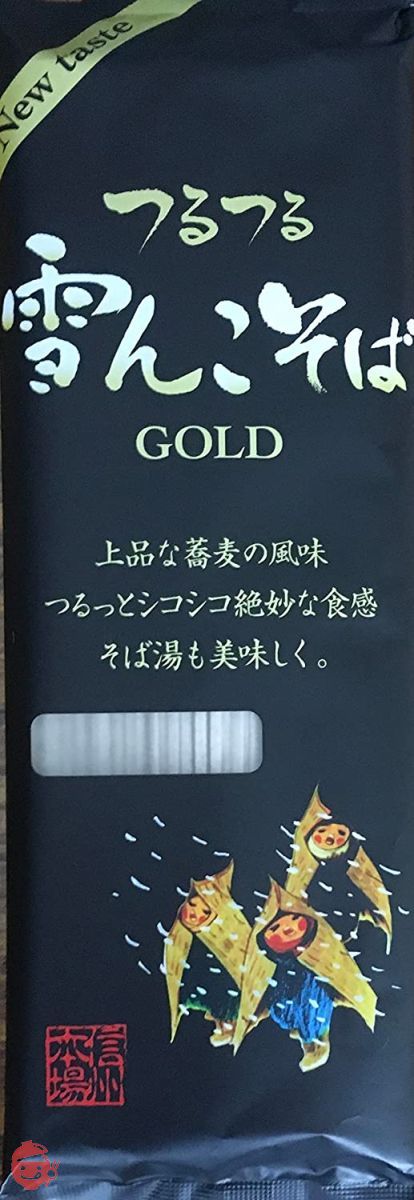 New taste
つるつる
雪んこそば
GOLD
上品な蕎麦の風味
つるっとシコシコ絶妙な食感
そば湯も美味しく。
信州
本場